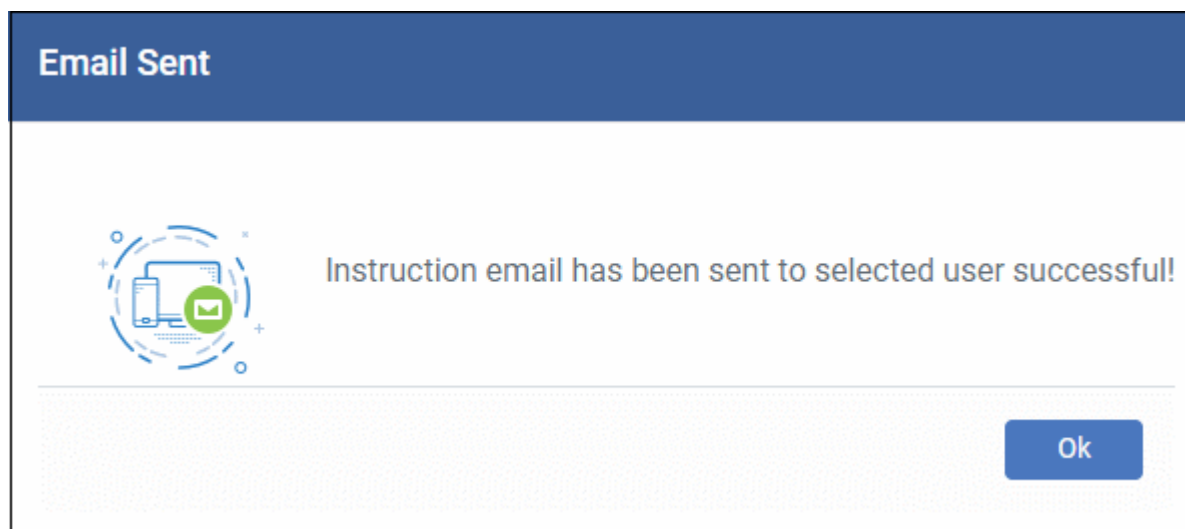 Email Sent
Instruction email has been sent to selected user successful!
Ok